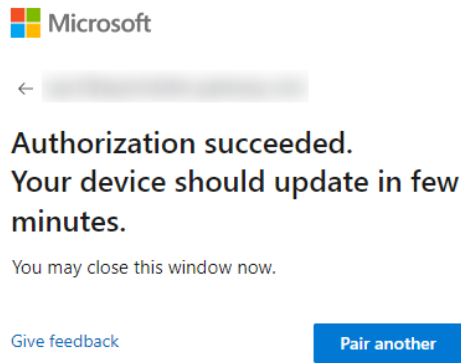 Microsoft
Authorization succeeded.
Your device should update in few
minutes.
You may close this window now.
Give feedback
Pair another